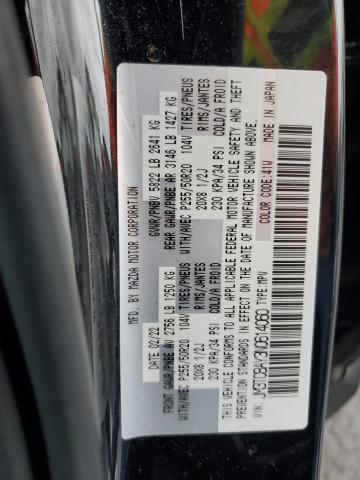 MFD. BY MAZDA MOTOR CORPORATION
DATE 02/22 GVWR/PNBV 5822 LB 2641 KG
FRONT GAWR/PNBE AV 2756 LB 1250 KG REAR GAWR/PNBE AR 3146 LB 1427 KG
WITH/AVEC P255/50R20 104V TIRES/PNEUS WITH/AVEC P255/50R20 104V TIRES/PNEUS
20X8 1/2J RIMS/JANTES 20X8 1/2J RIMS/JANTES
230 KPA/34 PSI COLD/A FROID 230 KPA/34 PSI COLD/A FROID
THIS VEHICLE CONFORMS TO ALL APPLICABLE FEDERAL MOTOR VEHICLE SAFETY AND THEFT
PREVENTION STANDARDS IN EFFECT ON THE DATE OF MANUFACTURE SHOWN ABOVE.
VIN: JM3TCBAY3N0614060 TYPE:MPV COLOR CODE:41W MADE IN JAPAN